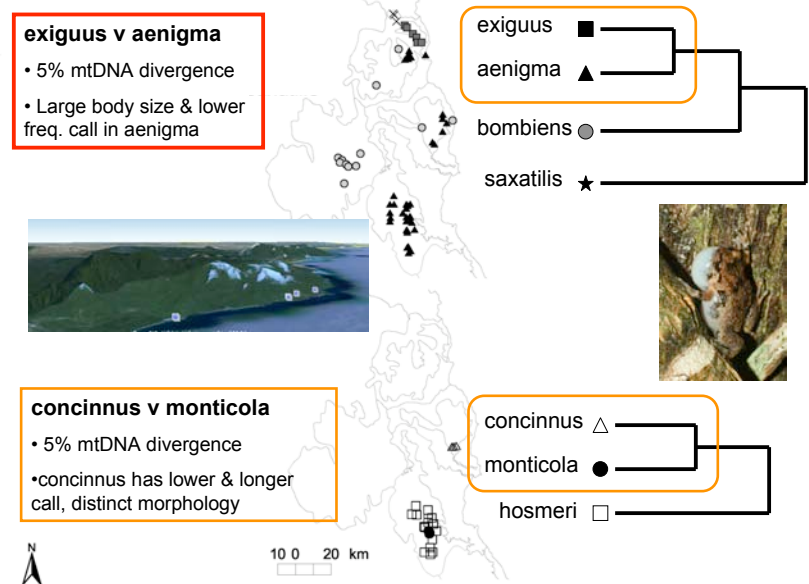 exiguus v aenigma
• 5% mtDNA divergence
• Large body size & lower
freq. call in aenigma
exiguus
aenigma
bombiens
saxatilis
concinnus v monticola
• 5% mtDNA divergence
•concinnus has lower & longer
call, distinct morphology
concinnus
monticola
hosmeri
N
10 0 20 km